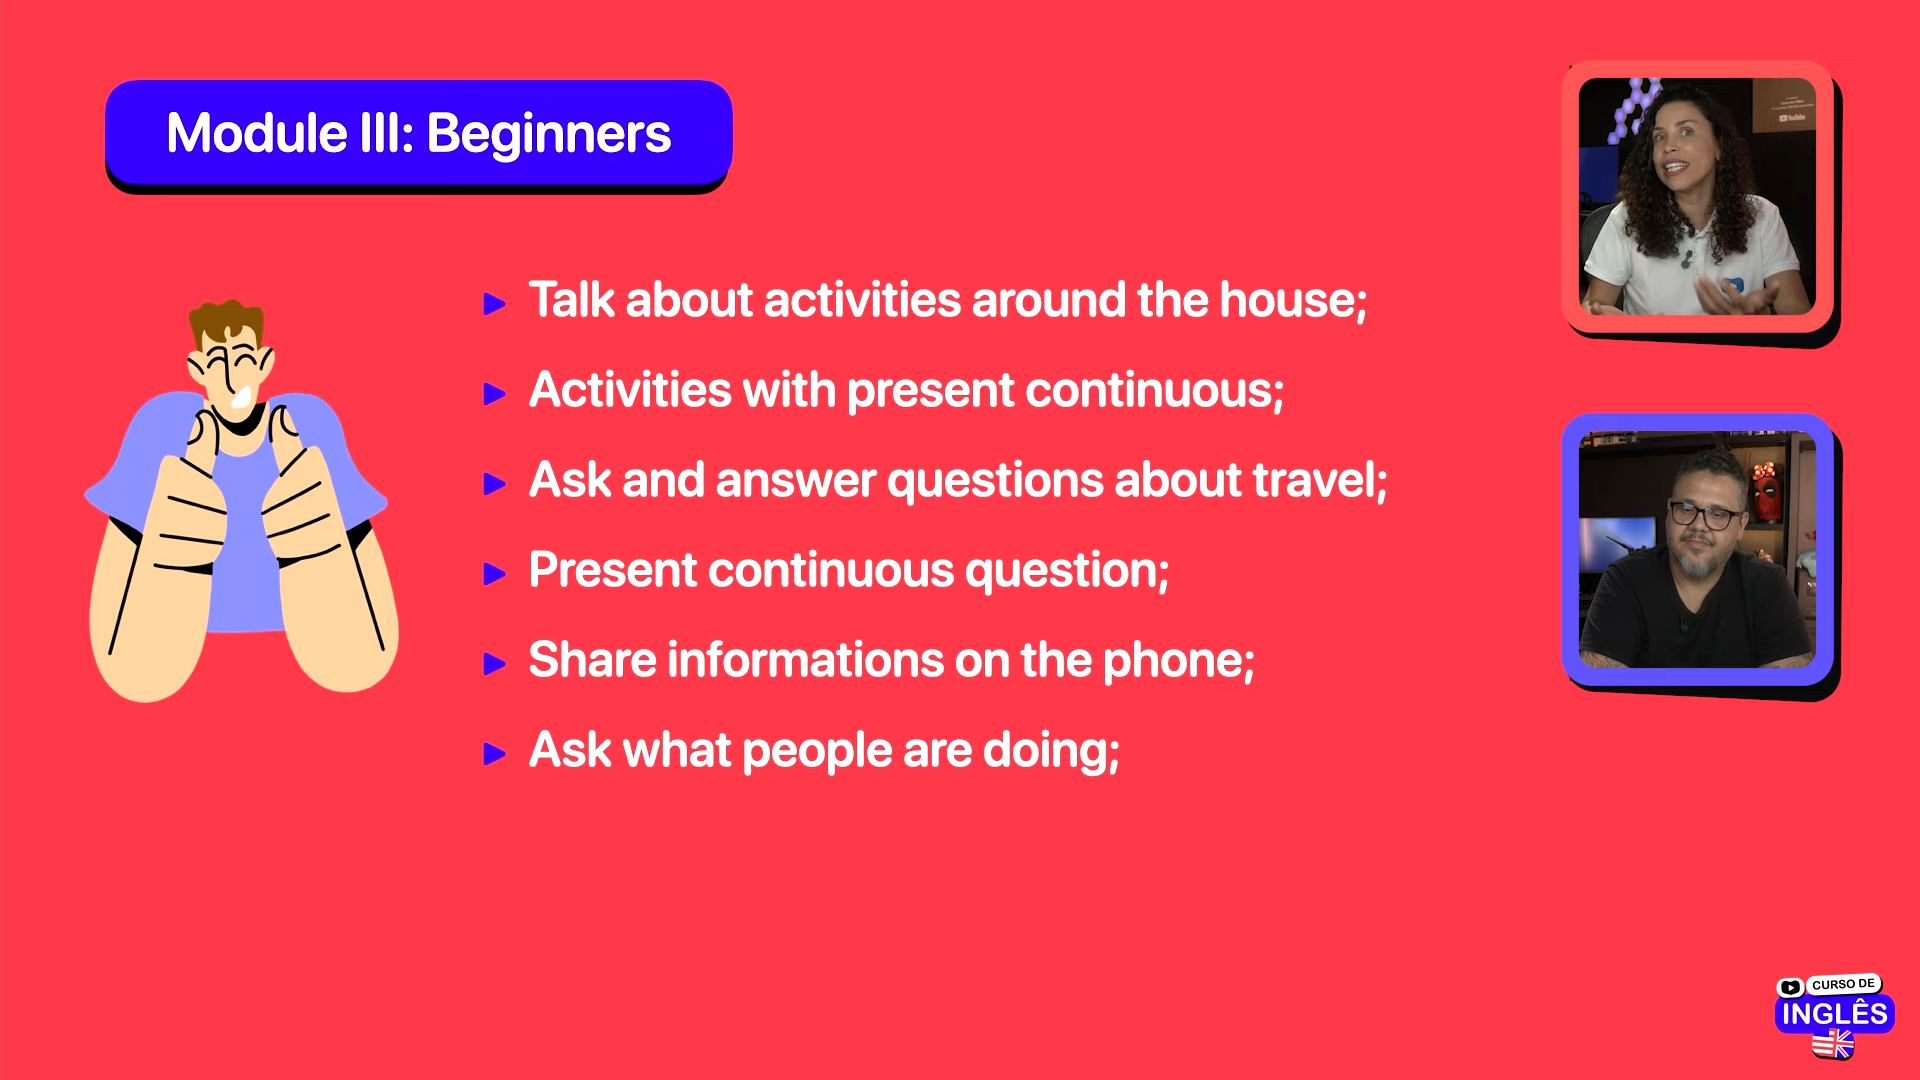 Module III: Beginners
Talk about activities around the house;
Activities with present continuous;
Ask and answer questions about travel;
Present continuous question;
Share informations on the phone;
Ask what people are doing;
YouTube
CURSO DE
INGLÊS